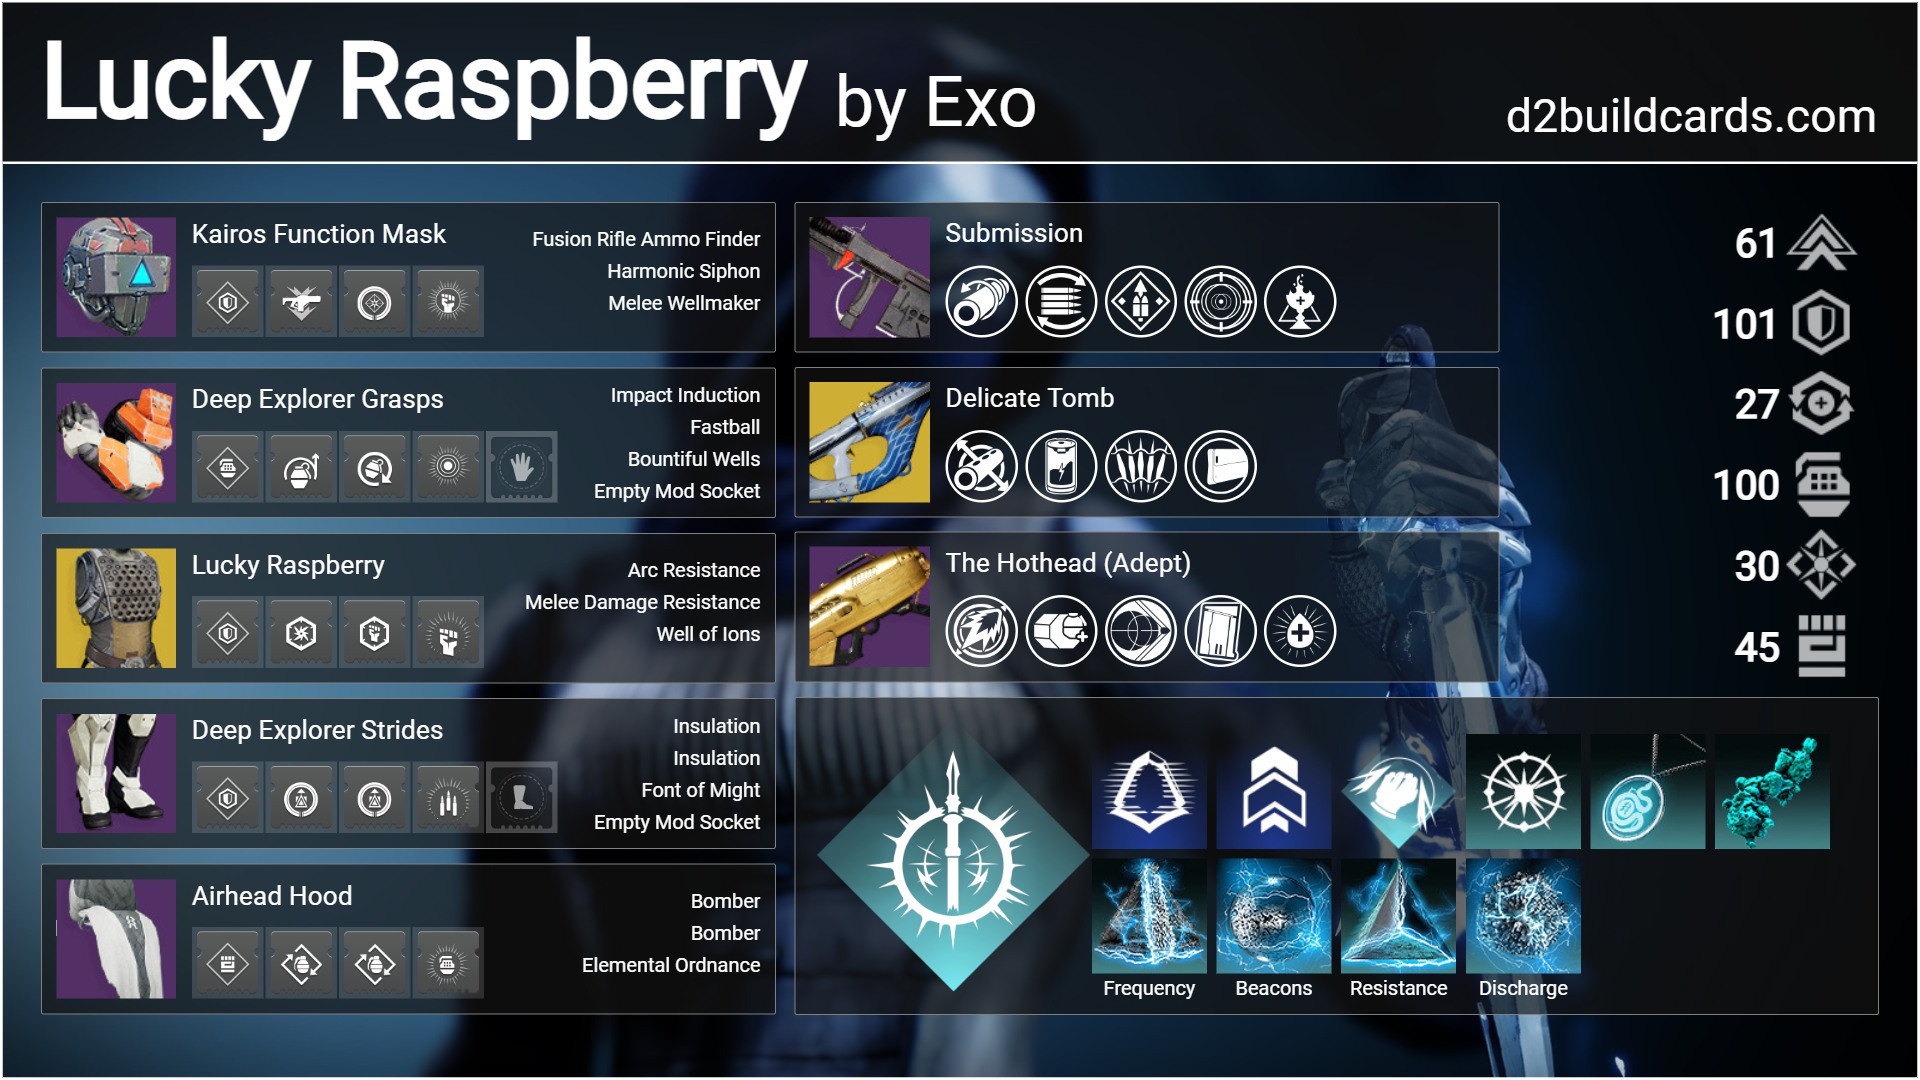 Lucky Raspberry by Exo
d2buildcards.com
Kairos Function Mask
Fusion Rifle Ammo Finder
Harmonic Siphon
Melee Wellmaker
Deep Explorer Grasps
Impact Induction
Fastball
Bountiful Wells
Empty Mod Socket
Lucky Raspberry
Arc Resistance
Melee Damage Resistance
Well of Ions
Deep Explorer Strides
Insulation
Insulation
Font of Might
Empty Mod Socket
Airhead Hood
Bomber
Bomber
Elemental Ordnance
Submission
Delicate Tomb
The Hothead (Adept)
61
101
27
100
30
45
Frequency
Beacons
Resistance
Discharge